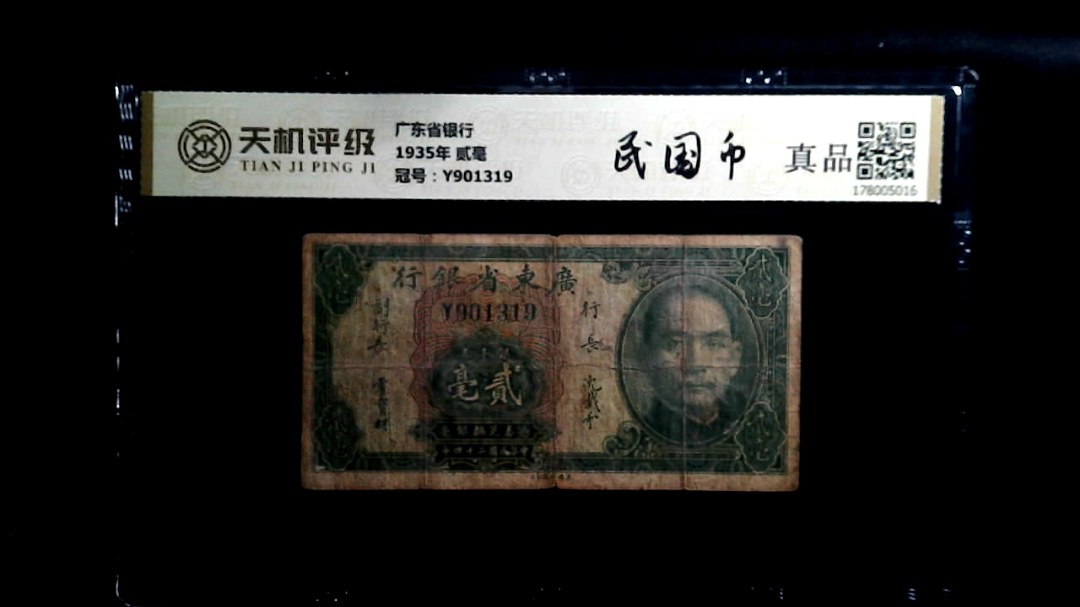 天机评级
TIAN JI PING JI
广东省银行
1935年 贰毫
冠号：Y901319
民国币
真品
178005016
行銀省東廣
Y901319
副行長
行長
毫貳